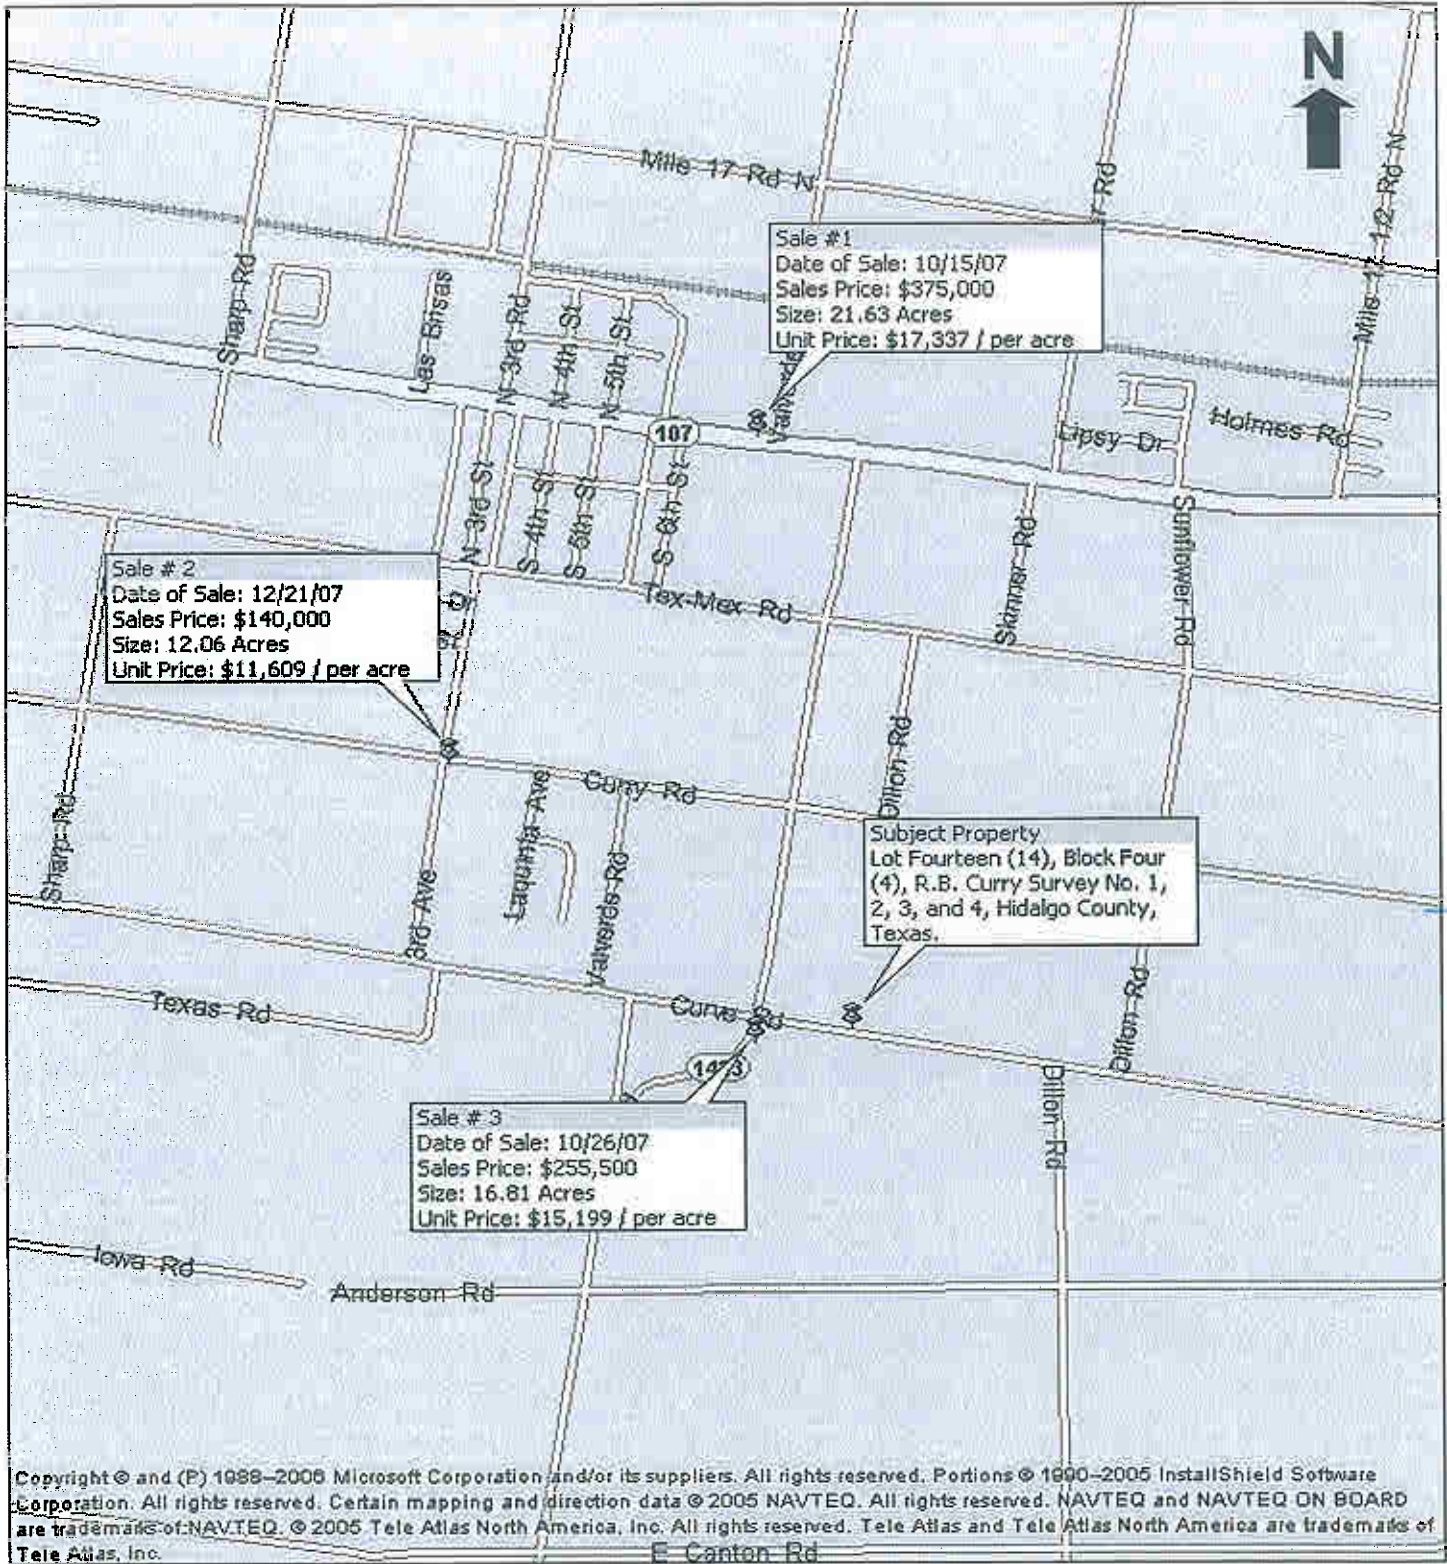 N
Mile 17 Rd N
Rd
Mile 17 1/2 Rd N
Sale #1
Date of Sale: 10/15/07
Sales Price: $375,000
Size: 21.63 Acres
Unit Price: $17,337 / per acre
Sharp Rd
Las Brisas
N 3rd Rd
N 4th St
N 5th St
107
Lipsy Dr
Holmes Rd
N 3rd St
S 4th St
S 5th St
S 6th St
Skinner Rd
Sunflower Rd
Sale # 2
Date of Sale: 12/21/07
Sales Price: $140,000
Size: 12.06 Acres
Unit Price: $11,609 / per acre
Dr
Tex-Mex Rd
Dillon Rd
Curry Rd
Sharp Rd
3rd Ave
Laquinta Ave
Valverds Rd
Subject Property
Lot Fourteen (14), Block Four
(4), R.B. Curry Survey No. 1,
2, 3, and 4, Hidalgo County,
Texas.
Texas Rd
Curve Rd
Dillon Rd
Dillon Rd
Sale # 3
Date of Sale: 10/26/07
Sales Price: $255,500
Size: 16.81 Acres
Unit Price: $15,199 / per acre
Iowa Rd
Anderson Rd
Copyright © and (P) 1988–2006 Microsoft Corporation and/or its suppliers. All rights reserved. Portions © 1990–2005 InstallShield Software
Corporation. All rights reserved. Certain mapping and direction data © 2005 NAVTEQ. All rights reserved. NAVTEQ and NAVTEQ ON BOARD
are trademarks of NAVTEQ. © 2005 Tele Atlas North America, Inc. All rights reserved. Tele Atlas and Tele Atlas North America are trademarks of
Tele Atlas, Inc.
E Canton Rd